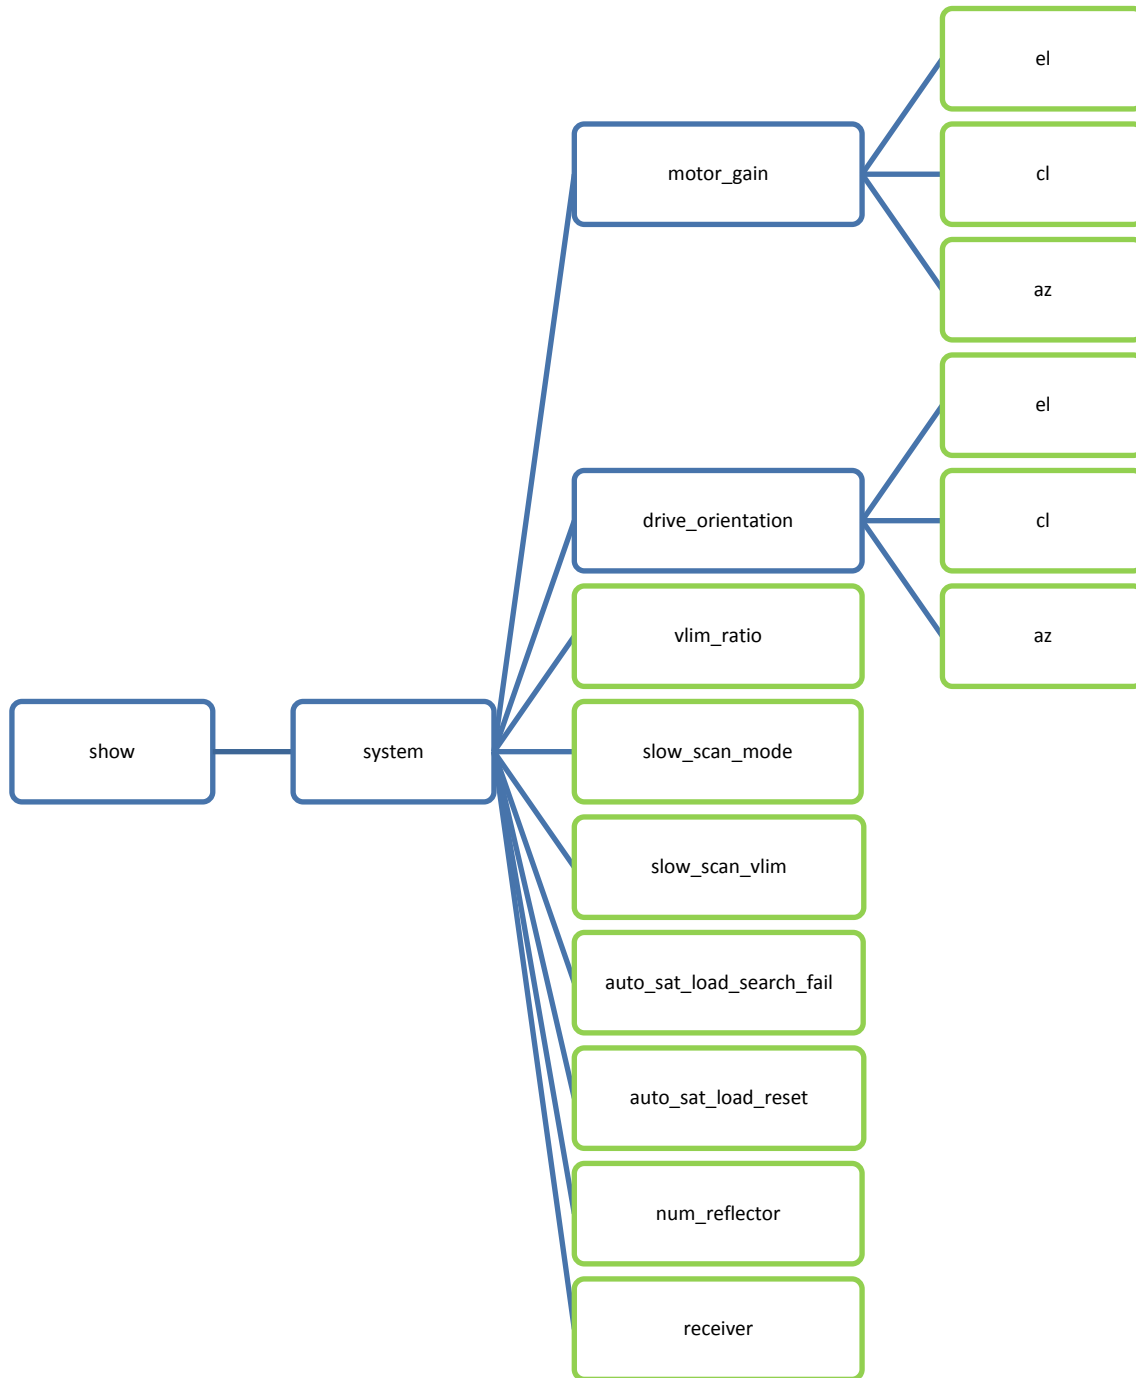 el
motor_gain
cl
az
el
drive_orientation
cl
vlim_ratio
az
show
system
slow_scan_mode
slow_scan_vlim
auto_sat_load_search_fail
auto_sat_load_reset
num_reflector
receiver